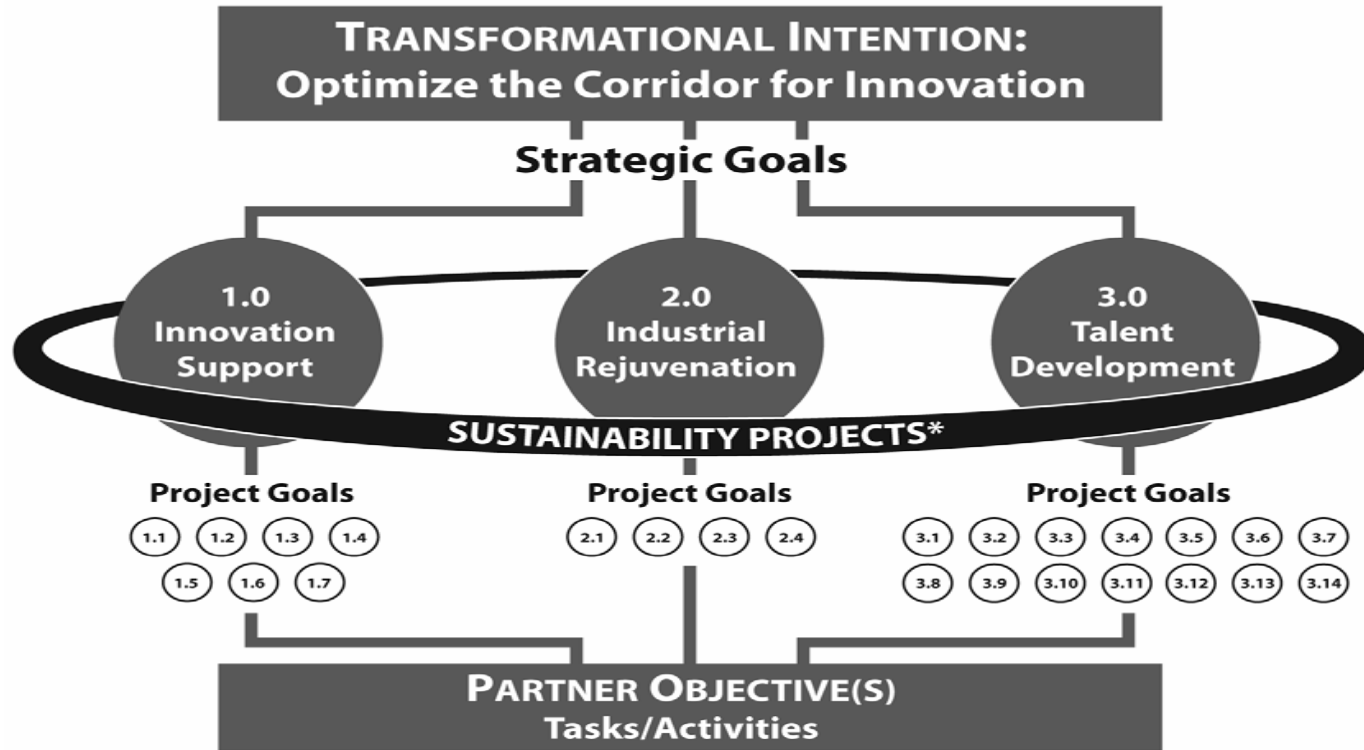 TRANSFORMATIONAL INTENTION:
Optimize the Corridor for Innovation
Strategic Goals
1.0
Innovation
Support
2.0
Industrial
Rejuvenation
3.0
Talent
Development
SUSTAINABILITY PROJECTS*
Project Goals
1.1 1.2 1.3 1.4
1.5 1.6 1.7
Project Goals
2.1 2.2 2.3 2.4
Project Goals
3.1 3.2 3.3 3.4 3.5 3.6 3.7
3.8 3.9 3.10 3.11 3.12 3.13 3.14
PARTNER OBJECTIVE(S)
Tasks/Activities